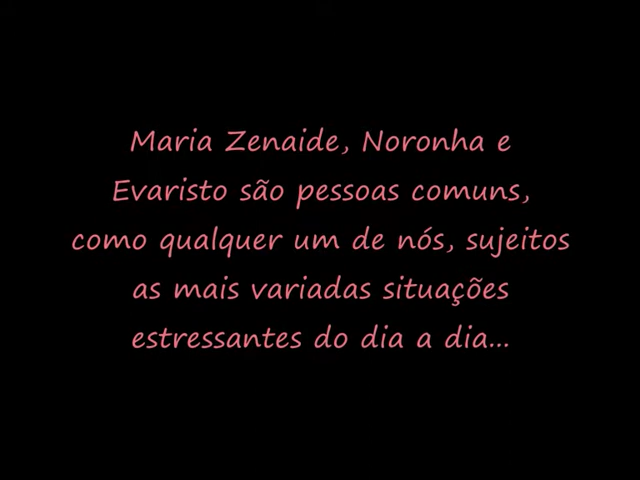 Maria Zenaide, Noronha e
Evaristo são pessoas comuns,
como qualquer um de nós, sujeitos
as mais variadas situações
estressantes do dia a dia...